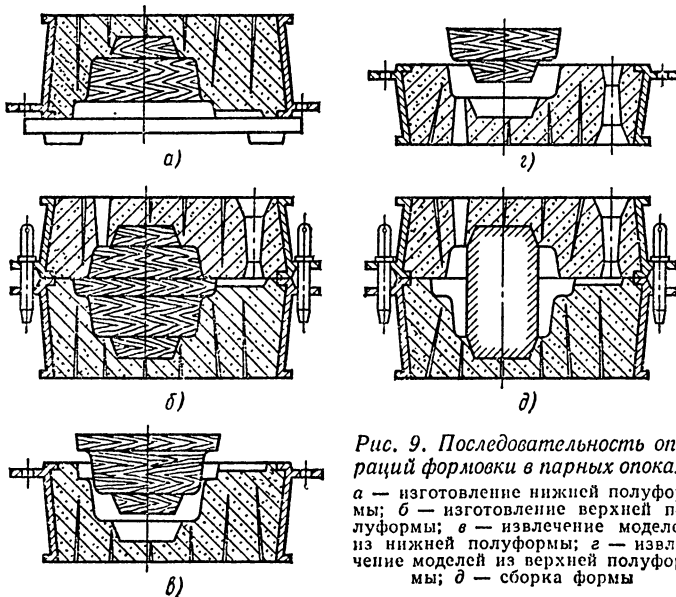 а)
г)
б)
д)
в)
Рис. 9. Последовательность оп
раций формовки в парных опока
а — изготовление нижней полуфор
мы; б — изготовление верхней п
луформы; в — извлечение модел
из нижней полуформы; г — извл
чение моделей из верхней полуфор
мы; д — сборка формы